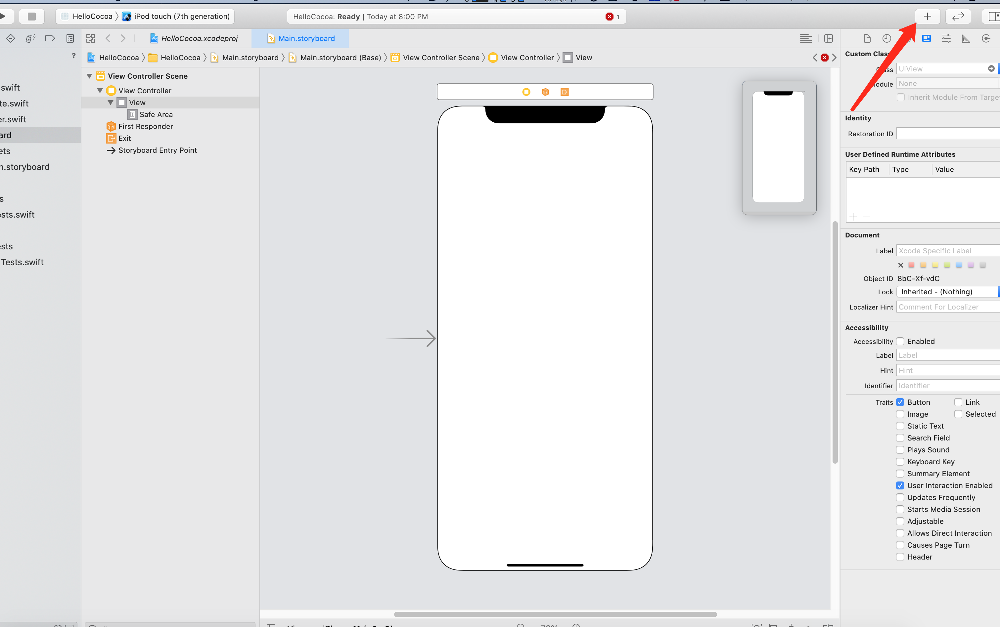 HelloCocoa
iPod touch (7th generation)
HelloCocoa: Ready | Today at 8:00 PM
1
HelloCocoa.xcodeproj
Main.storyboard
?
HelloCocoa
HelloCocoa
Main.storyboard
Main.storyboard (Base)
View Controller Scene
View Controller
View
swift
te.swift
er.swift
ard
ets
n.storyboard
s
ests.swift
ests
ITests.swift
View Controller Scene
View Controller
View
Safe Area
First Responder
Exit
Storyboard Entry Point
Custom Clas
UIView
odule
None
Inherit Module From Targe
Identity
Restoration ID
User Defined Runtime Attributes
Key Path
Type
Value
Document
Label
Xcode Specific Label
Object ID
8bC-Xf-vdC
Lock
Inherited - (Nothing)
Localizer Hint
Comment For Localizer
Accessibility
Accessibility
Enabled
Label
Label
Hint
Hint
Identifier
Identifier
Traits
Button
Link
Image
Selected
Static Text
Search Field
Plays Sound
Keyboard Key
Summary Element
User Interaction Enabled
Updates Frequently
Starts Media Session
Adjustable
Allows Direct Interaction
Causes Page Turn
Header